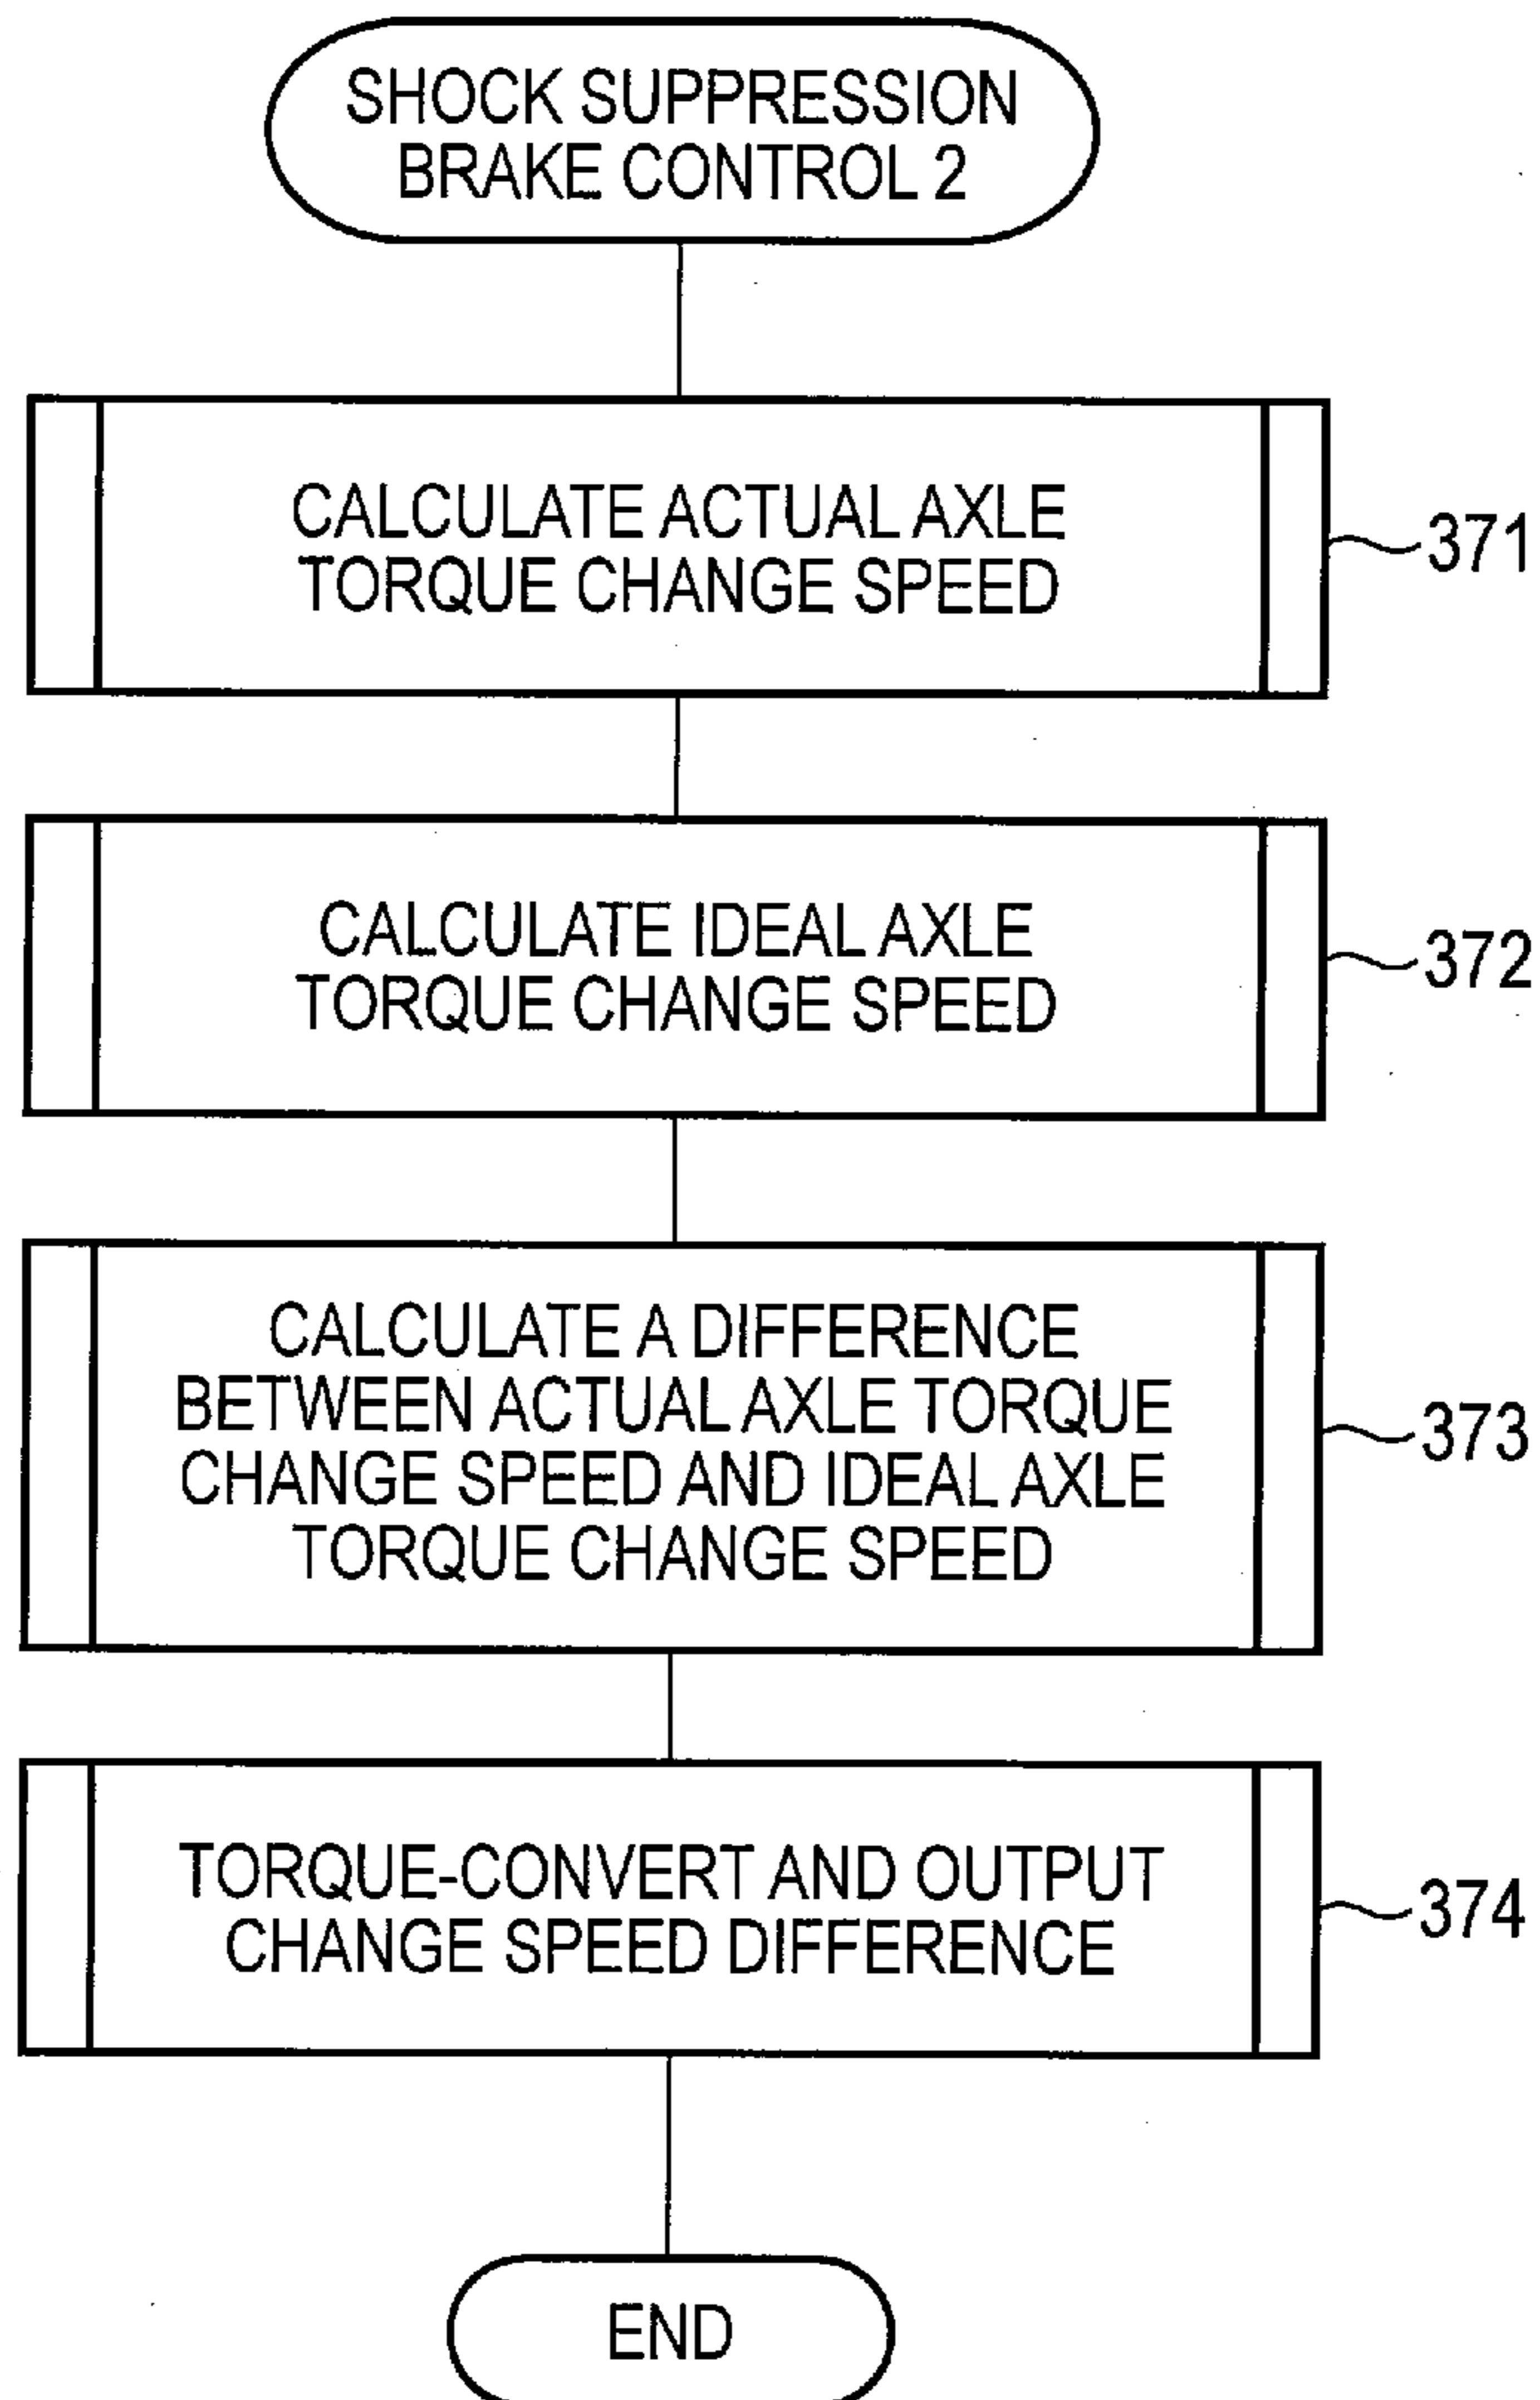 SHOCK SUPPRESSION
BRAKE CONTROL 2
CALCULATE ACTUAL AXLE
TORQUE CHANGE SPEED
371
CALCULATE IDEAL AXLE
TORQUE CHANGE SPEED
372
CALCULATE A DIFFERENCE
BETWEEN ACTUAL AXLE TORQUE
CHANGE SPEED AND IDEAL AXLE
TORQUE CHANGE SPEED
373
TORQUE-CONVERT AND OUTPUT
CHANGE SPEED DIFFERENCE
374
END